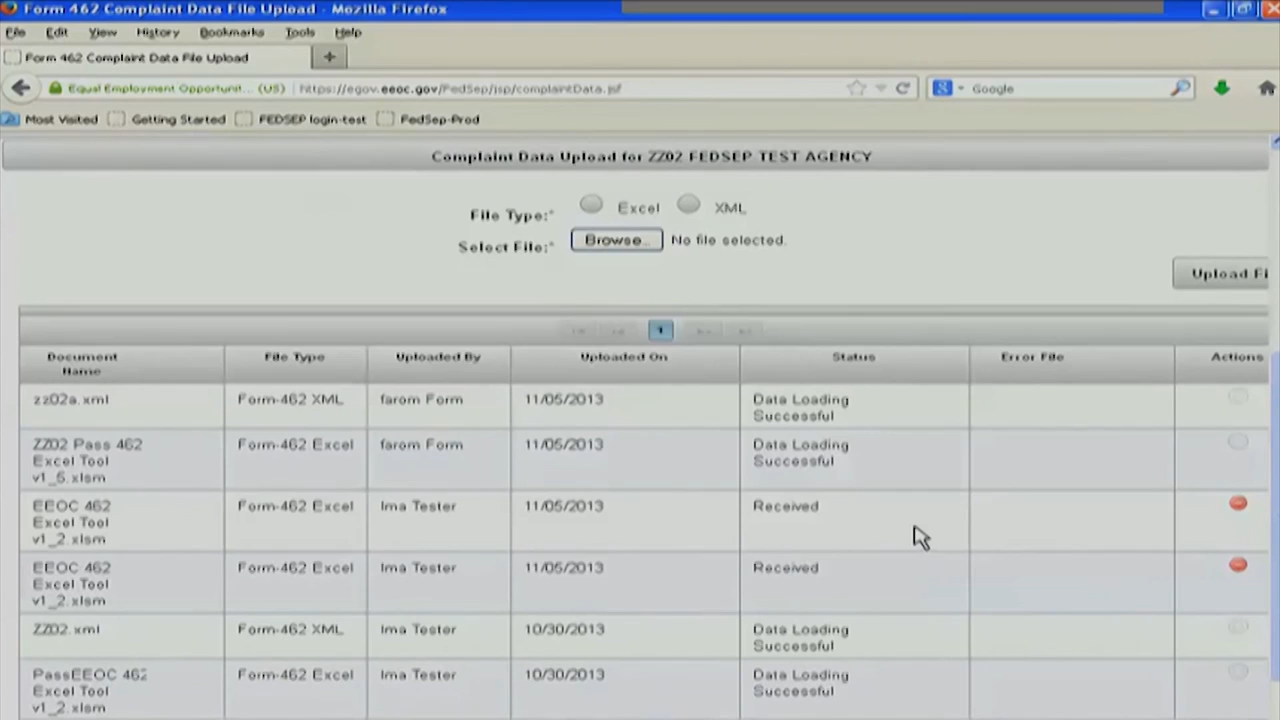 Form 462 Complaint Data File Upload - Mozilla Firefox
File Edit View History Bookmarks Tools Help
Form 462 Complaint Data File Upload
Equal Employment Opportunit... (US) https://egov.eeoc.gov/FedSep/jsp/complaintData.jsf
Google
Most Visited Getting Started FEDSEP login-test FedSep-Prod
Complaint Data Upload for ZZ02 FEDSEP TEST AGENCY
File Type:* Excel XML
Select File:* Browse... No file selected.
Upload Fi
1
Document Name File Type Uploaded By Uploaded On Status Error File Actions
zz02a.xml Form-462 XML farom Form 11/05/2013 Data Loading
Successful
ZZ02 Pass 462 Form-462 Excel farom Form 11/05/2013 Data Loading
Excel Tool Successful
v1_5.xlsm
EEOC 462 Form-462 Excel Ima Tester 11/05/2013 Received
Excel Tool
v1_2.xlsm
EEOC 462 Form-462 Excel Ima Tester 11/05/2013 Received
Excel Tool
v1_2.xlsm
ZZ02.xml Form-462 XML Ima Tester 10/30/2013 Data Loading
Successful
PassEEOC 462 Form-462 Excel Ima Tester 10/30/2013 Data Loading
Excel Tool Successful
v1_2.xlsm